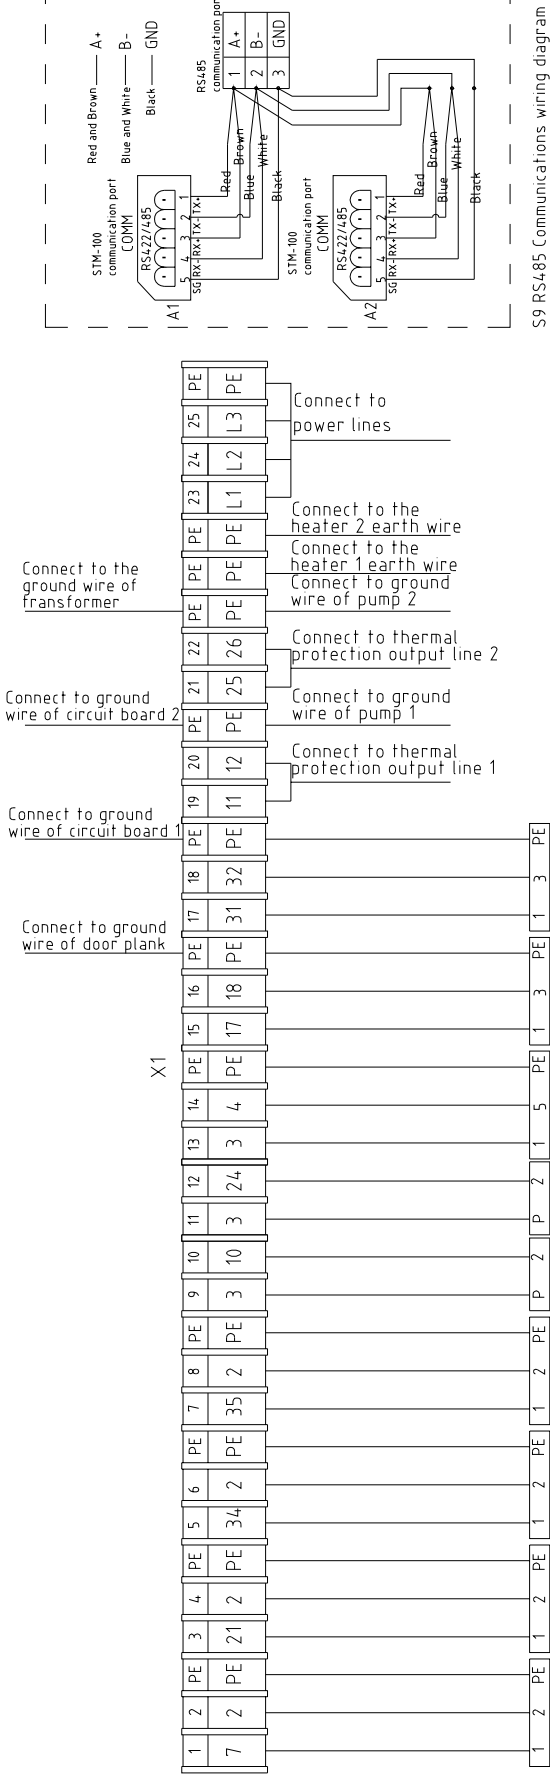 Red and Brown A+
Blue and White B-
Black GND
RS485
communication por
1 A+
2 B-
3 GND
STM-100
communication port
COMM
RS422/485
1 TX+
2 TX-
3 RX+
4 RX-
5 SG
A1
Red
Brown
Blue
White
Black
STM-100
communication port
COMM
RS422/485
1 TX+
2 TX-
3 RX+
4 RX-
5 SG
A2
Red
Brown
Blue
White
Black
S9 RS485 Communications wiring diagram
PE PE
25 L3
24 L2
23 L1
PE PE
PE PE
PE PE
22 26
21 25
PE PE
20 12
19 11
PE PE
18 32
17 31
PE PE
16 18
15 17
PE PE
14 4
13 3
12 24
11 3
10 10
9 3
PE PE
8 2
7 35
PE PE
6 2
5 34
PE PE
4 2
3 21
PE PE
2 2
1 7
X1
Connect to
power lines
Connect to the
heater 2 earth wire
Connect to the
heater 1 earth wire
Connect to ground
wire of pump 2
Connect to thermal
protection output line 2
Connect to ground
wire of pump 1
Connect to thermal
protection output line 1
Connect to the
ground wire of
fransformer
Connect to ground
wire of circuit board 2
Connect to ground
wire of circuit board 1
Connect to ground
wire of door plank
1 3 PE
1 3 PE
1 5 PE
P 2
P 2
1 2 PE
1 2 PE
1 2 PE
1 2 PE